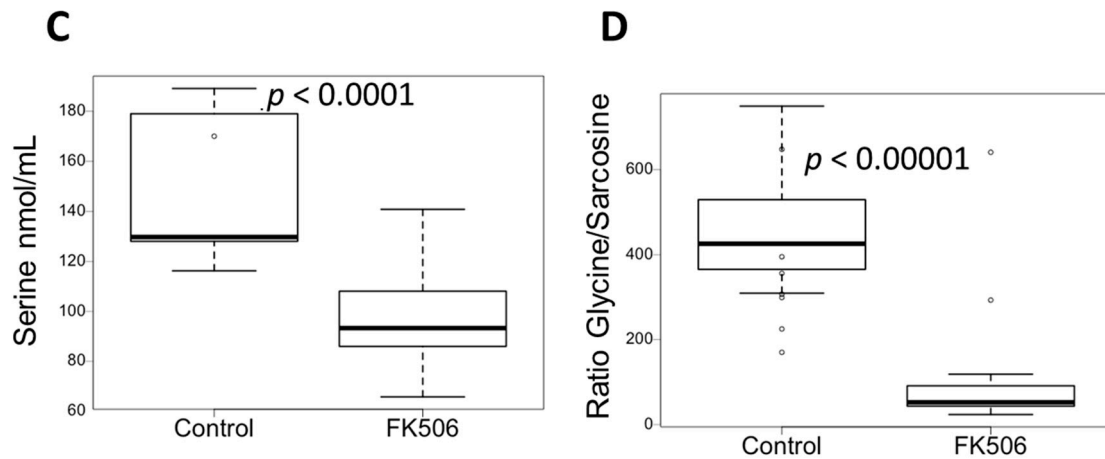 C
Serine nmol/mL
180
160
140
120
100
80
60
p < 0.0001
Control
FK506
D
Ratio Glycine/Sarcosine
600
400
200
0
p < 0.00001
Control
FK506